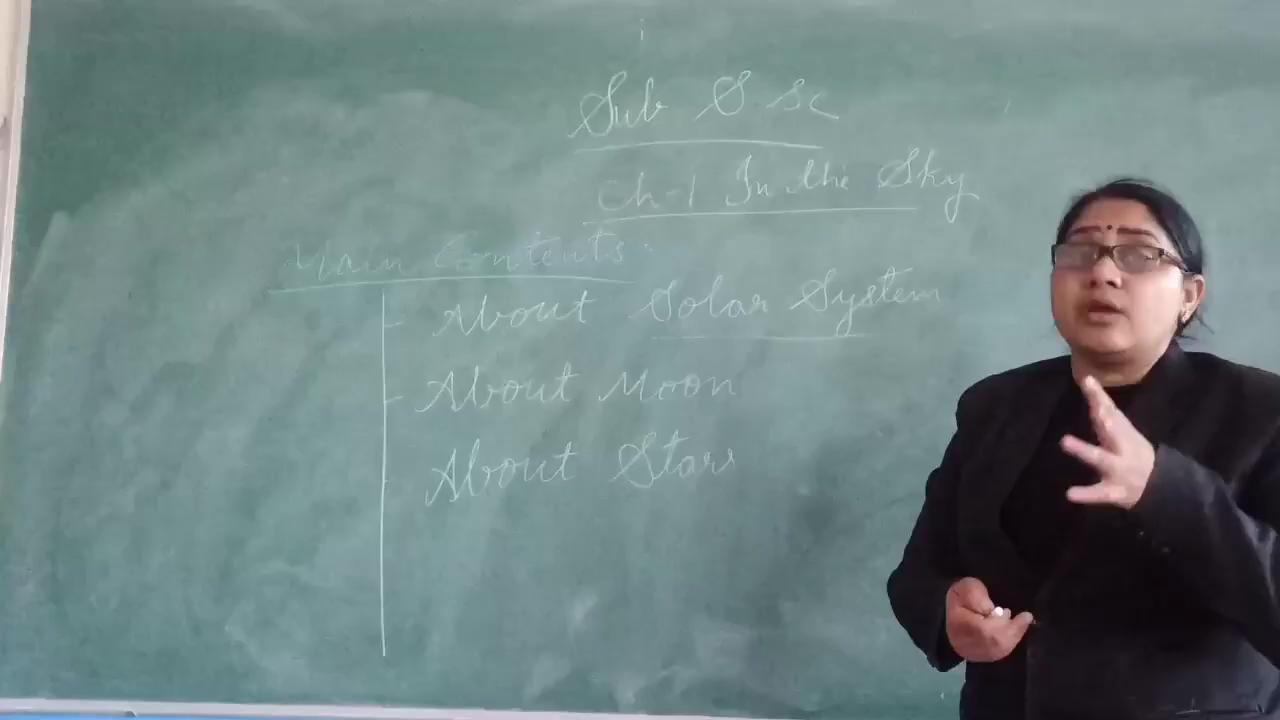 Sub S.Sc
Ch-1 In the Sky
Main Contents
- About Solar System
- About Moon
About Stars